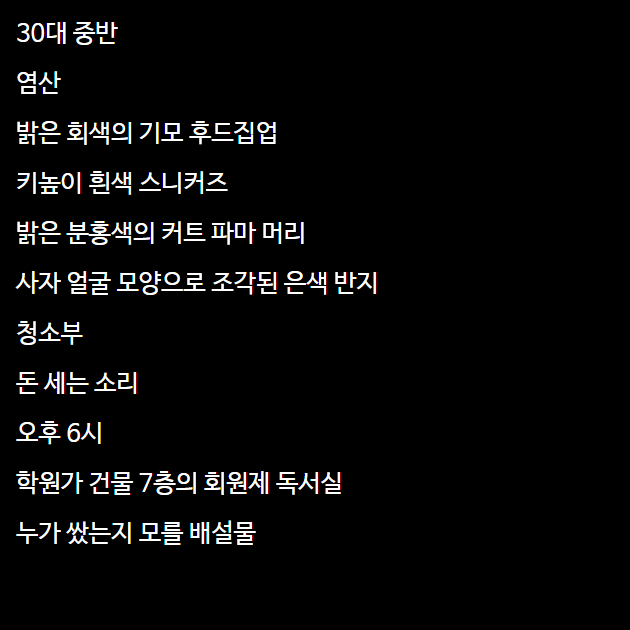 30대 중반
염산
밝은 회색의 기모 후드집업
키높이 흰색 스니커즈
밝은 분홍색의 커트 파마 머리
사자 얼굴 모양으로 조각된 은색 반지
청소부
돈 세는 소리
오후 6시
학원가 건물 7층의 회원제 독서실
누가 쌌는지 모를 배설물